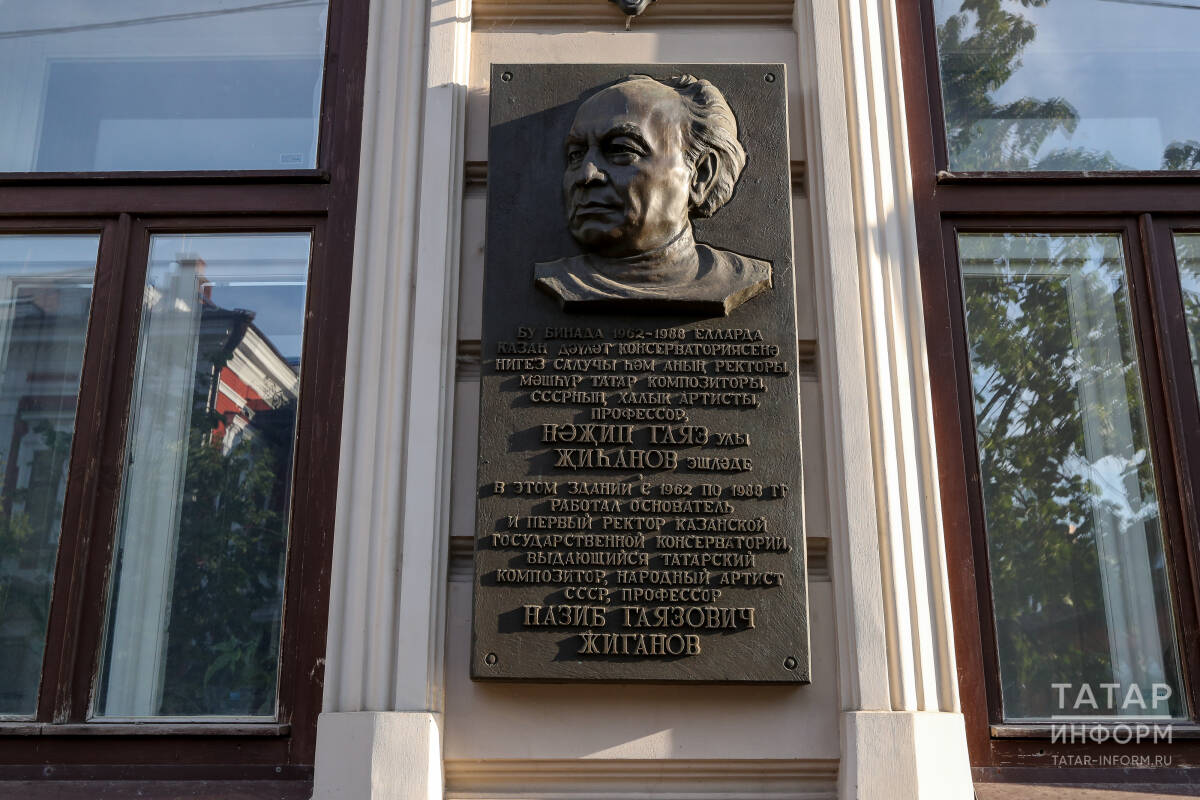 БУ БИНАДА 1962-1988 ЕЛЛАРДА
КАЗАН ДӘҮЛӘТ КОНСЕРВАТОРИЯСЕНӘ
НИГЕЗ САЛУЧЫ ҺӘМ АНЫҢ РЕКТОРЫ,
МӘШҺҮР ТАТАР КОМПОЗИТОРЫ,
СССРНЫҢ ХАЛЫҚ АРТИСТЫ,
ПРОФЕССОР,
НӘҖИП ГАЯЗ УЛЫ
ҖИҺАНОВ ЭШЛӘДЕ
В ЭТОМ ЗДАНИИ С 1962 ПО 1988 ГГ
РАБОТАЛ ОСНОВАТЕЛЬ
И ПЕРВЫЙ РЕКТОР КАЗАНСКОЙ
ГОСУДАРСТВЕННОЙ КОНСЕРВАТОРИИ,
ВЫДАЮЩИЙСЯ ТАТАРСКИЙ
КОМПОЗИТОР, НАРОДНЫЙ АРТИСТ
СССР, ПРОФЕССОР
НАЗИБ ГАЯЗОВИЧ
ЖИГАНОВ
ТАТАР
ИНФОРМ
TATAR-INFORM.RU